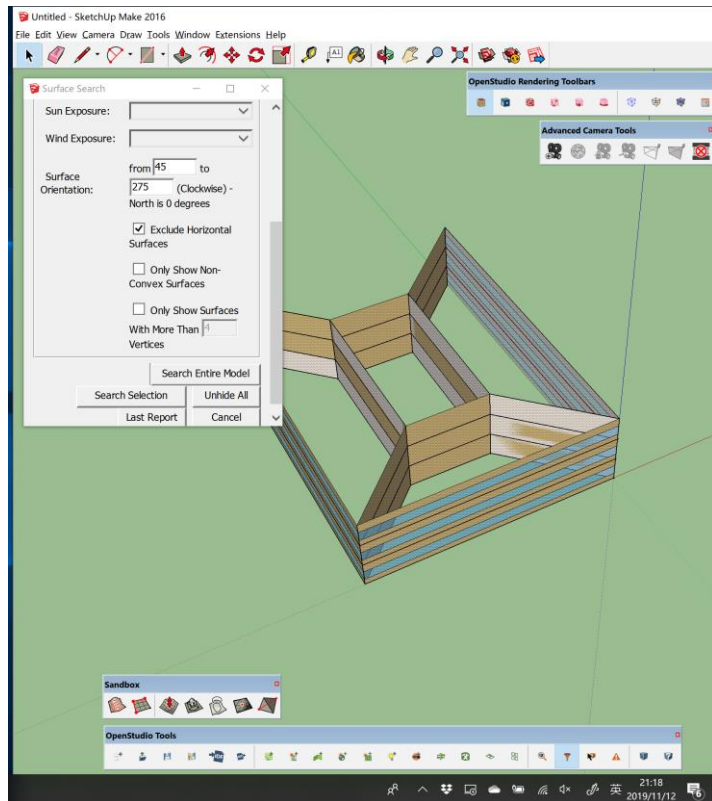 Untitled - SketchUp Make 2016
File Edit View Camera Draw Tools Window Extensions Help
A1
OpenStudio Rendering Toolbars
Surface Search
Sun Exposure:
Wind Exposure:
Advanced Camera Tools
from 45 to
Surface
Orientation:
275 (Clockwise) -
North is 0 degrees
Exclude Horizontal
Surfaces
Only Show Non-
Convex Surfaces
Only Show Surfaces
With More Than 4
Vertices
Search Entire Model
Search Selection Unhide All
Last Report Cancel
Sandbox
OpenStudio Tools
英 21:18
2019/11/12
6